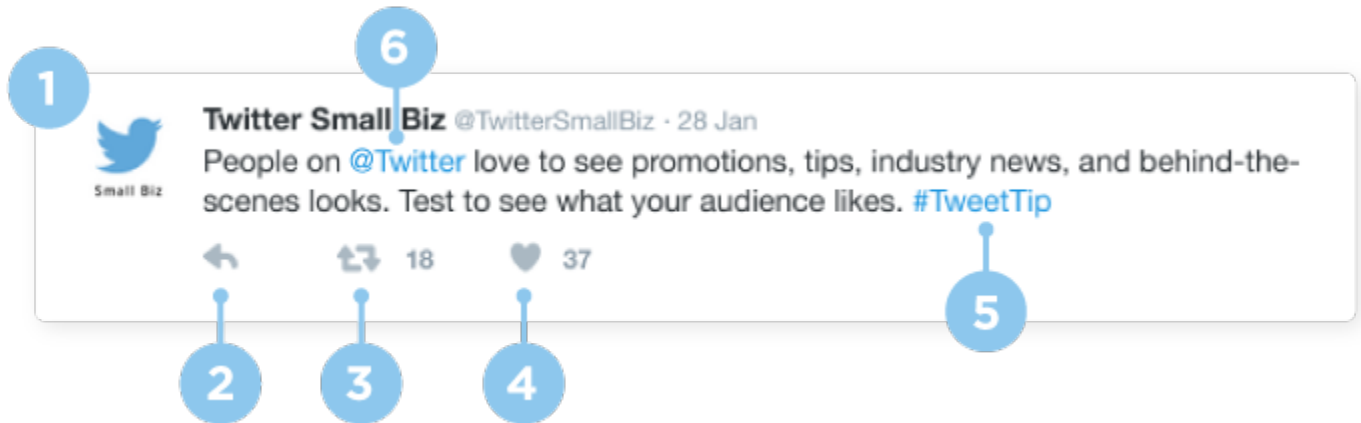 6
1
Twitter Small Biz @TwitterSmallBiz · 28 Jan
People on @Twitter love to see promotions, tips, industry news, and behind-the-
Small Biz
scenes looks. Test to see what your audience likes. #TweetTip
18 37
5
2 3 4